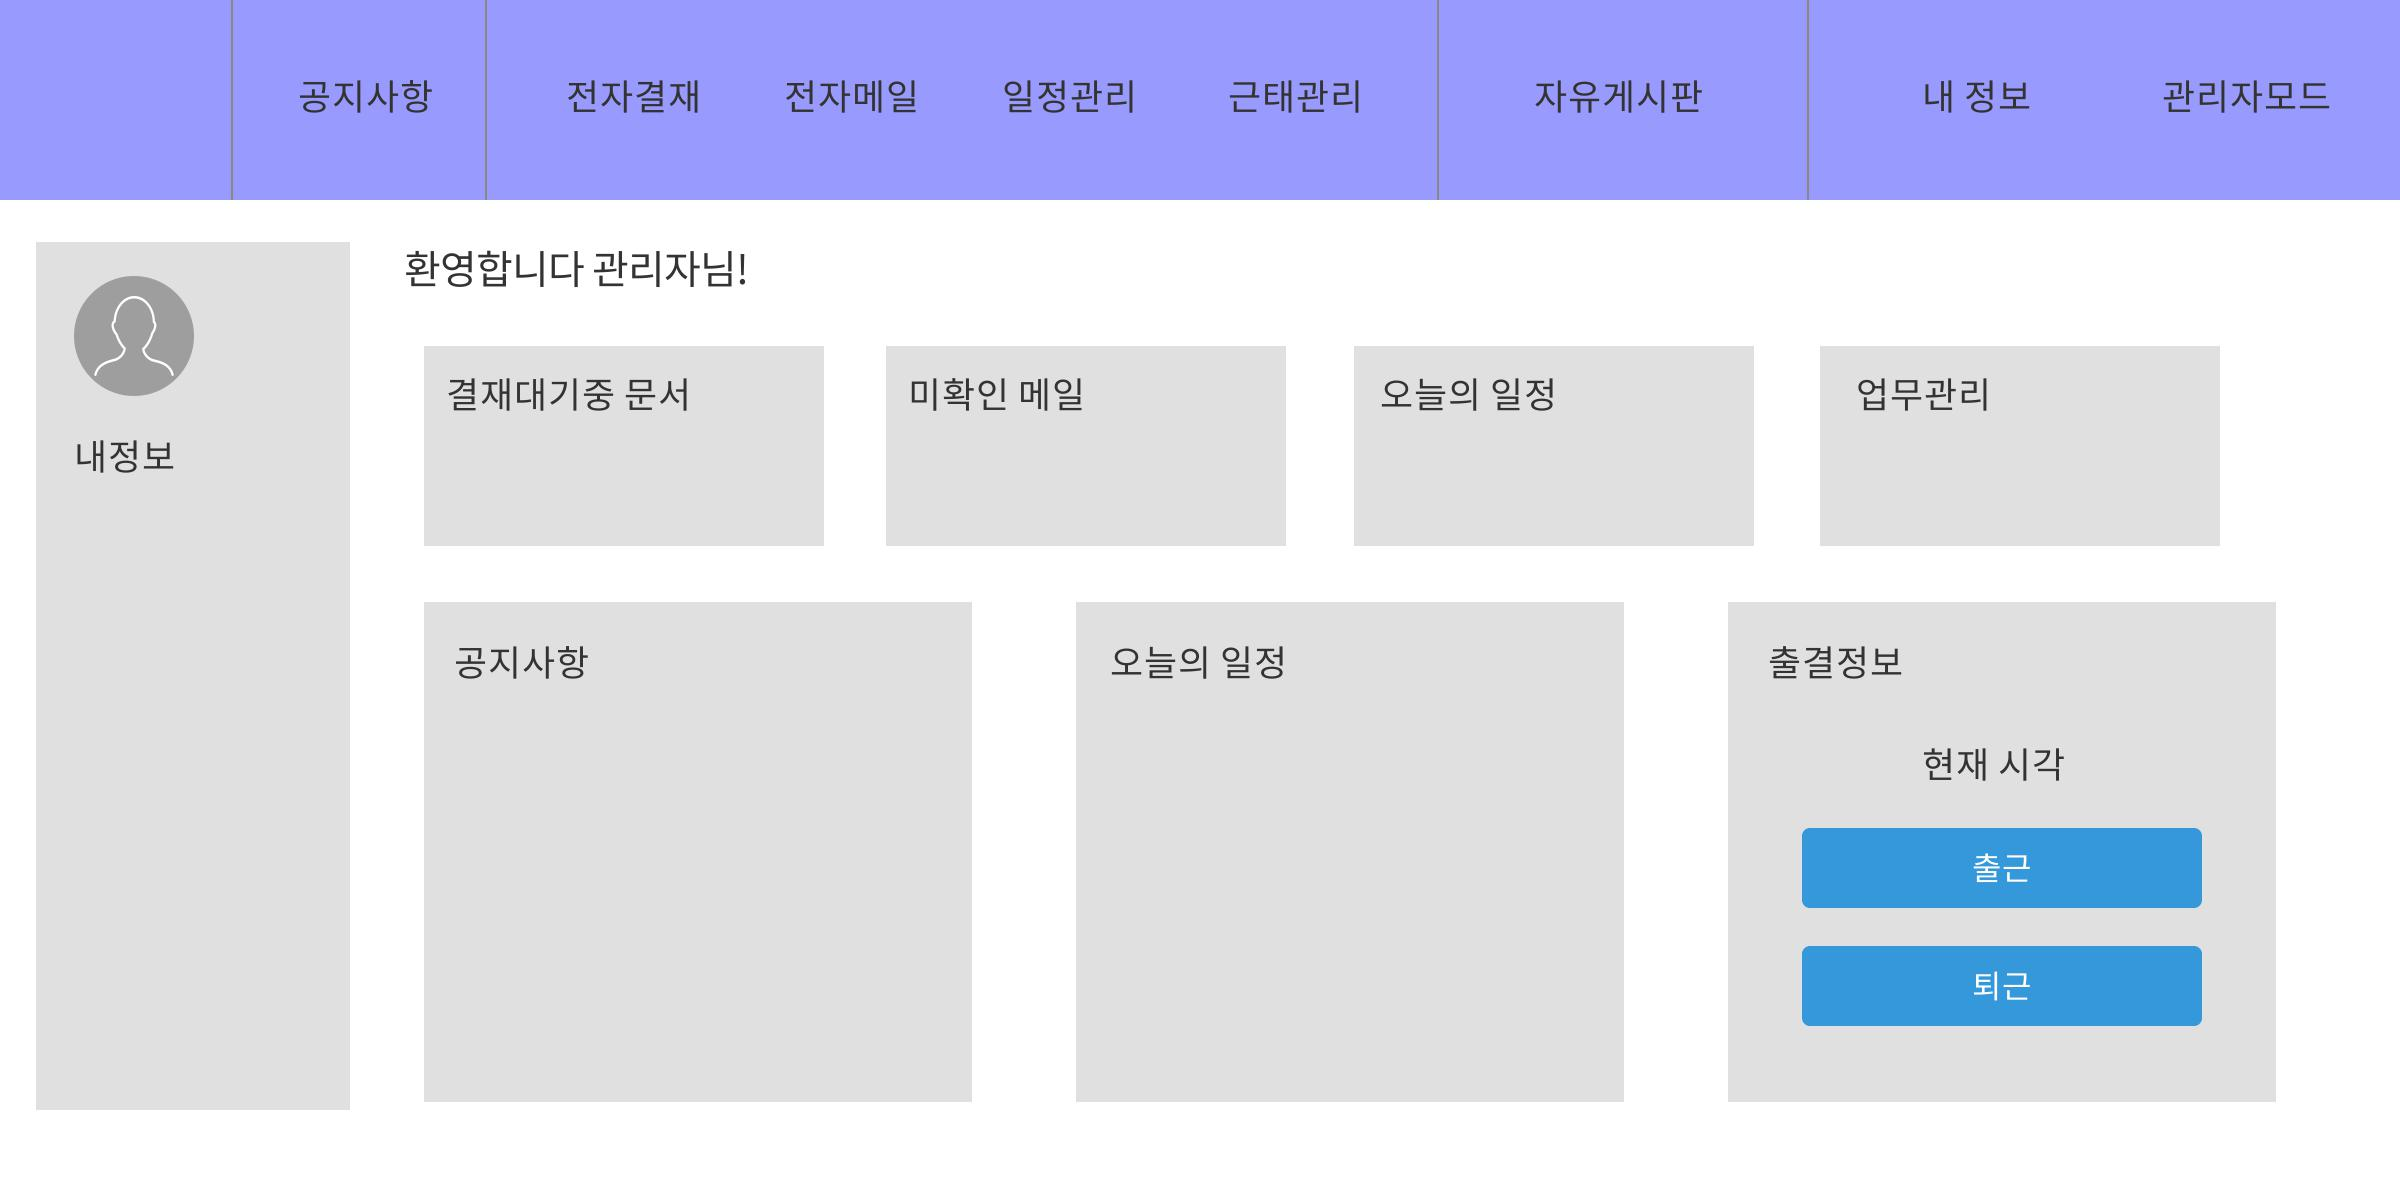 공지사항
전자결재
전자메일
일정관리
근태관리
자유게시판
내 정보
관리자모드
내정보
환영합니다 관리자님!
결재대기중 문서
미확인 메일
오늘의 일정
업무관리
공지사항
오늘의 일정
출결정보
현재 시각
출근
퇴근